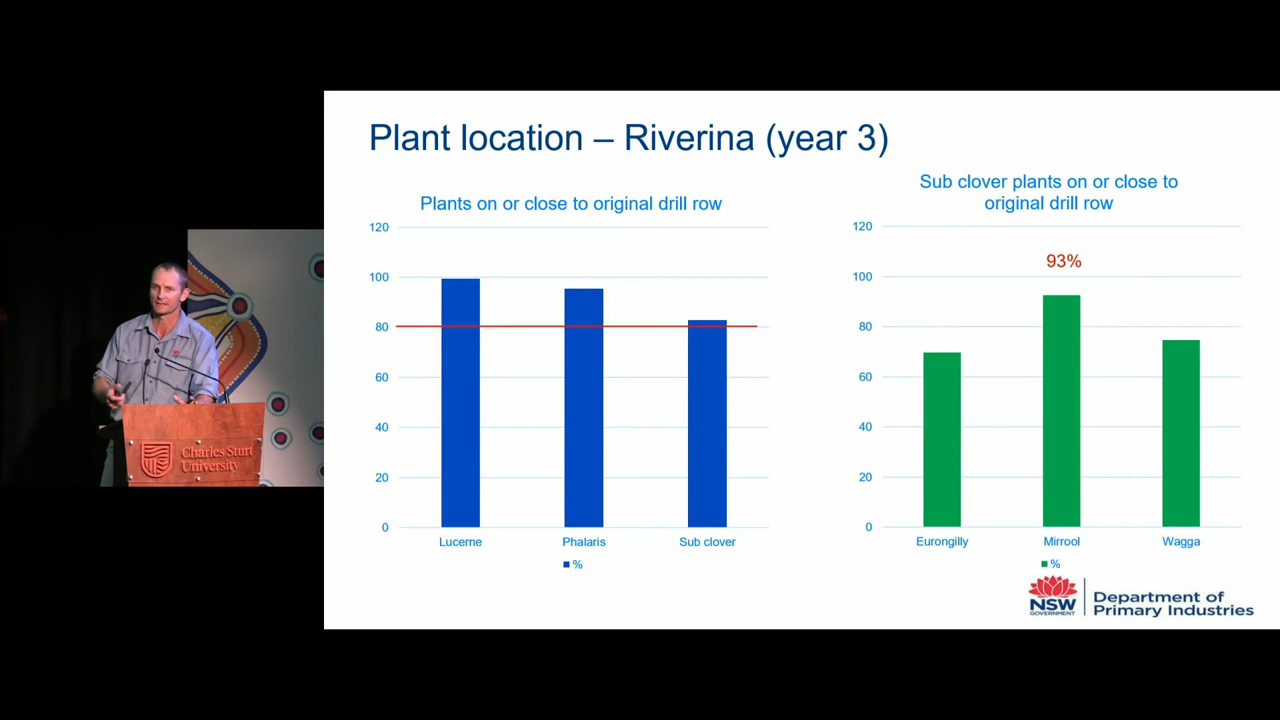 Plant location – Riverina (year 3)
Plants on or close to original drill row
120
100
80
60
40
20
0
Lucerne
Phalaris
Sub clover
%
Sub clover plants on or close to
original drill row
120
100
80
60
40
20
0
93%
Eurongilly
Mirrool
Wagga
%
NSW
GOVERNMENT
Department of
Primary Industries
Charles Sturt
University